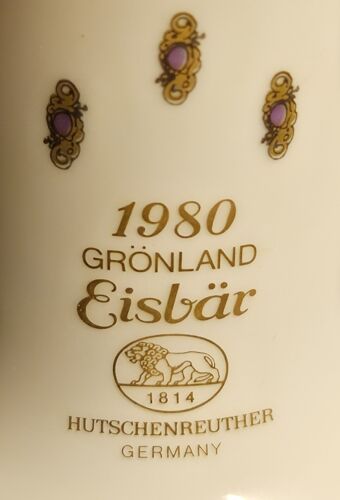 1980
GRÖNLAND
Eisbär
1814
HUTSCHENREUTHER
GERMANY